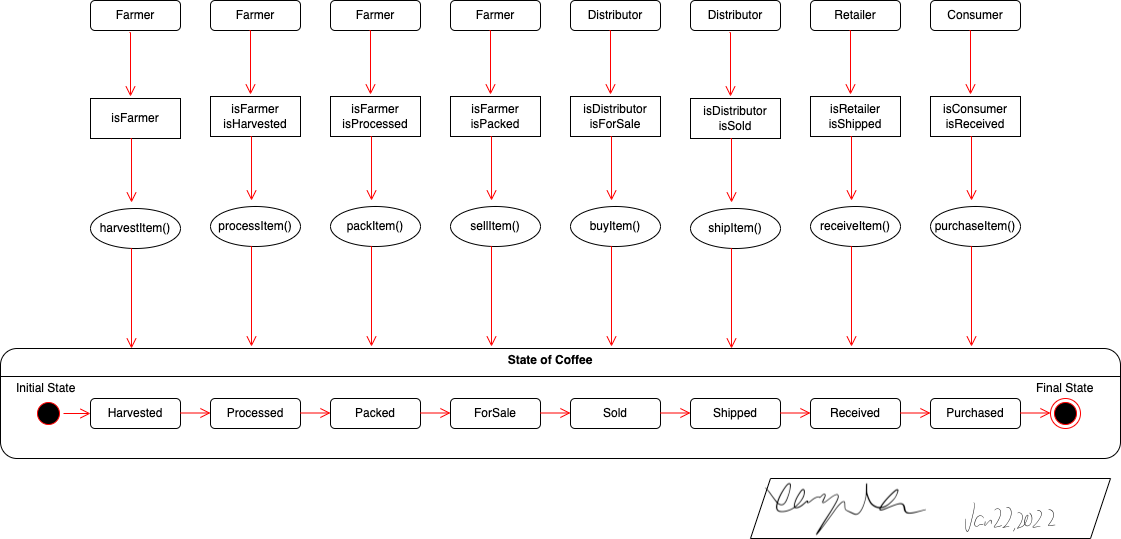 Farmer Farmer Farmer Farmer Distributor Distributor Retailer Consumer
isFarmer
isFarmer
isHarvested
isFarmer
isProcessed
isFarmer
isPacked
isDistributor
isForSale
isDistributor
isSold
isRetailer
isShipped
isConsumer
isReceived
harvestItem() processItem() packItem() sellItem() buyItem() shipItem() receiveItem() purchaseItem()
State of Coffee
Initial State Final State
Harvested Processed Packed ForSale Sold Shipped Received Purchased
Jan22,2022